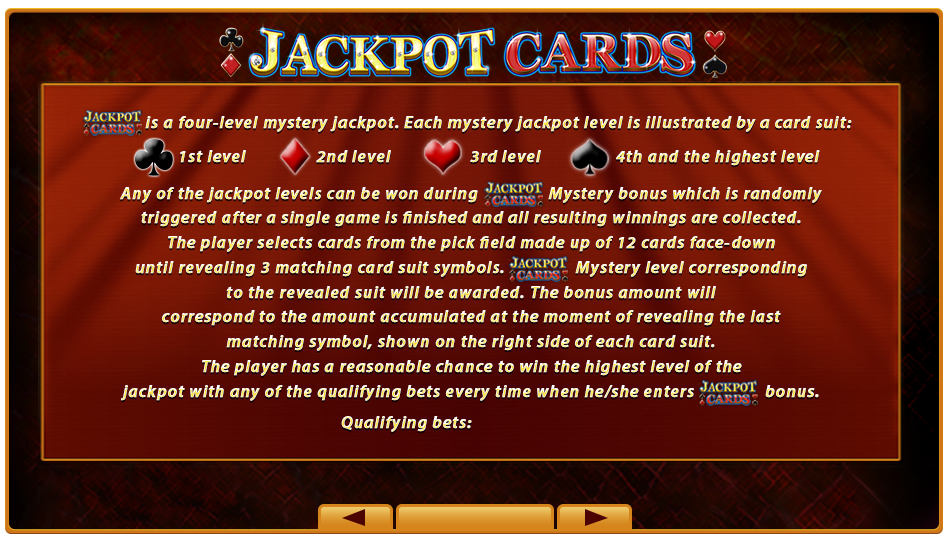 JACKPOT CARDS
JACKPOT CARDS is a four-level mystery jackpot. Each mystery jackpot level is illustrated by a card suit:
1st level 2nd level 3rd level 4th and the highest level
Any of the jackpot levels can be won during JACKPOT CARDS Mystery bonus which is randomly
triggered after a single game is finished and all resulting winnings are collected.
The player selects cards from the pick field made up of 12 cards face-down
until revealing 3 matching card suit symbols. JACKPOT CARDS Mystery level corresponding
to the revealed suit will be awarded. The bonus amount will
correspond to the amount accumulated at the moment of revealing the last
matching symbol, shown on the right side of each card suit.
The player has a reasonable chance to win the highest level of the
jackpot with any of the qualifying bets every time when he/she enters JACKPOT CARDS bonus.
Qualifying bets: